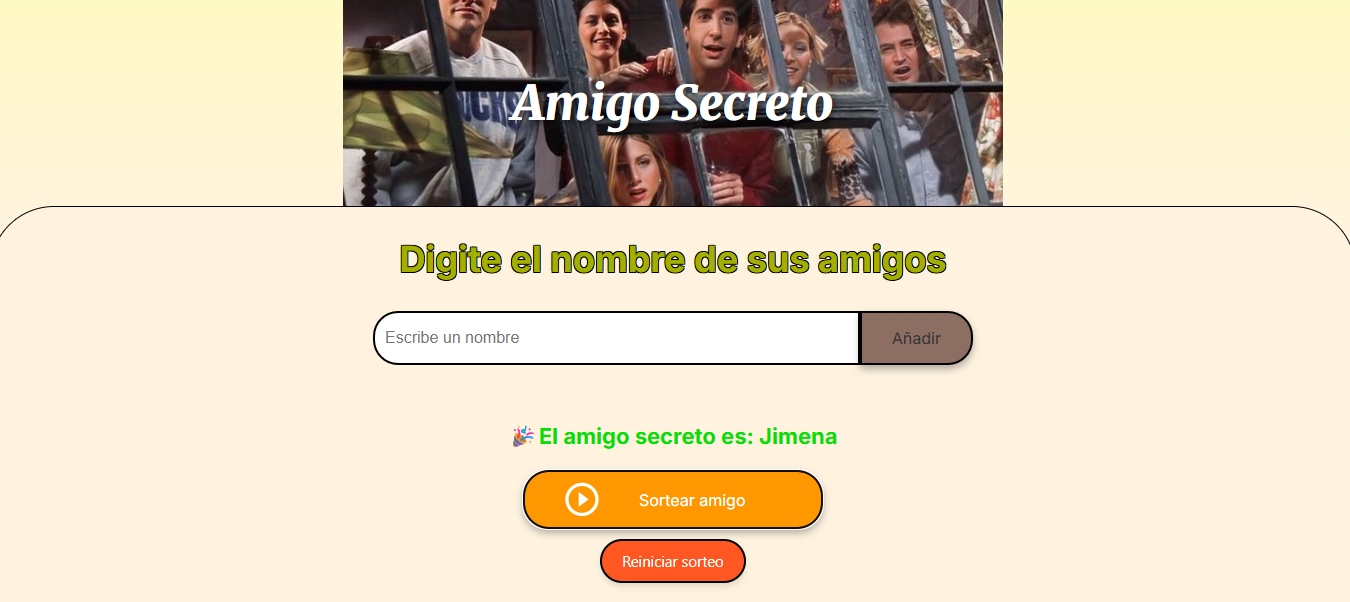 Amigo Secreto
Digite el nombre de sus amigos
Escribe un nombre
Añadir
🎉 El amigo secreto es: Jimena
Sortear amigo
Reiniciar sorteo